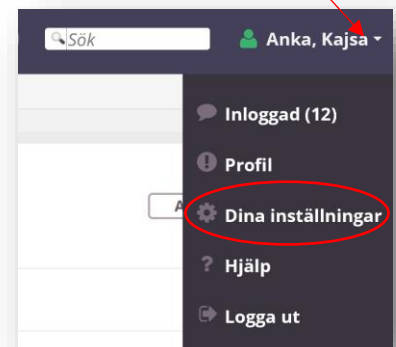 Sök
Anka, Kajsa
Inloggad (12)
Profil
A
Dina inställningar
? Hjälp
Logga ut